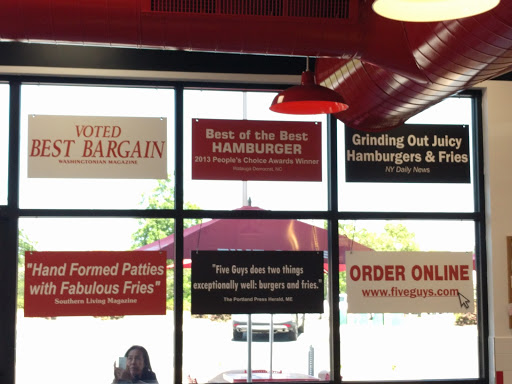 VOTED
BEST BARGAIN
WASHINGTONIAN MAGAZINE
Best of the Best
HAMBURGER
2013 People's Choice Awards Winner
Grinding Out Juicy
Hamburgers & Fries
NY Daily News
"Hand Formed Patties
with Fabulous Fries"
Southern Living Magazine
"Five Guys does two things
exceptionally well: burgers and fries."
The Portland Press Herald, ME
ORDER ONLINE
www.fiveguys.com